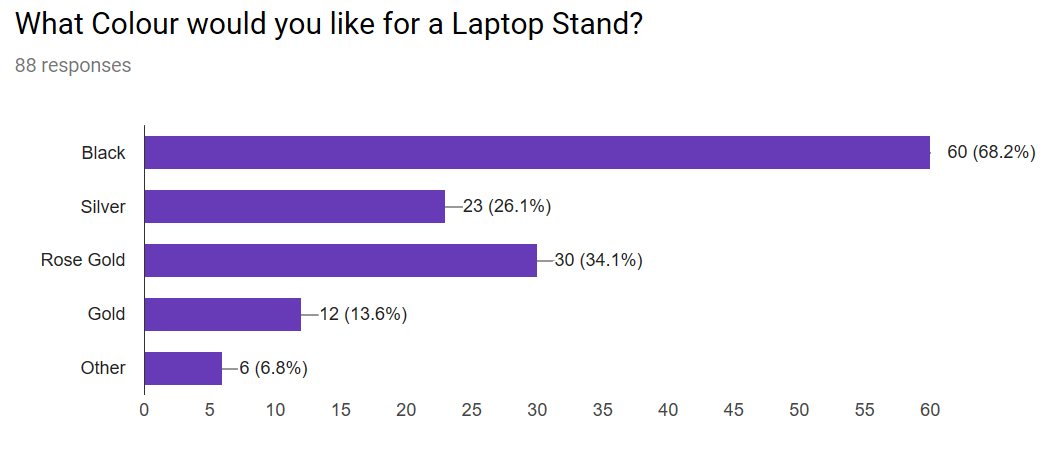 What Colour would you like for a Laptop Stand?
88 responses
Black 60 (68.2%)
Silver 23 (26.1%)
Rose Gold 30 (34.1%)
Gold 12 (13.6%)
Other 6 (6.8%)
0 5 10 15 20 25 30 35 40 45 50 55 60